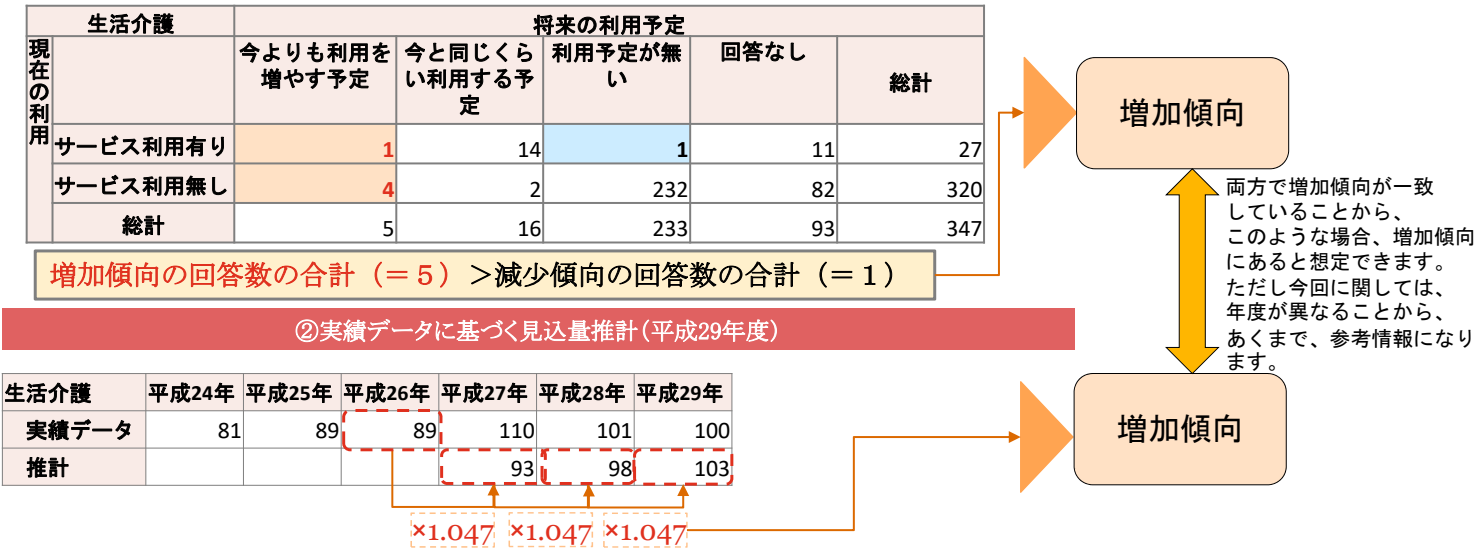 生活介護 将来の利用予定
現在の利用
今よりも利用を増やす予定 今と同じくらい利用する予定 利用予定が無い 回答なし 総計
サービス利用有り 1 14 1 11 27
サービス利用無し 4 2 232 82 320
総計 5 16 233 93 347
増加傾向の回答数の合計（＝５）＞減少傾向の回答数の合計（＝１）
増加傾向
両方で増加傾向が一致
していることから、
このような場合、増加傾向
にあると想定できます。
ただし今回に関しては、
年度が異なることから、
あくまで、参考情報になり
ます。
②実績データに基づく見込量推計（平成29年度）
生活介護 平成24年 平成25年 平成26年 平成27年 平成28年 平成29年
実績データ 81 89 89 110 101 100
推計 93 98 103
×1.047 ×1.047 ×1.047
増加傾向